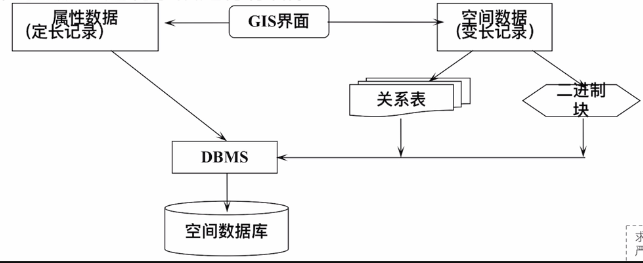 属性数据
(定长记录)
GIS界面
空间数据
(变长记录)
关系表
二进制
块
DBMS
空间数据库
求
严